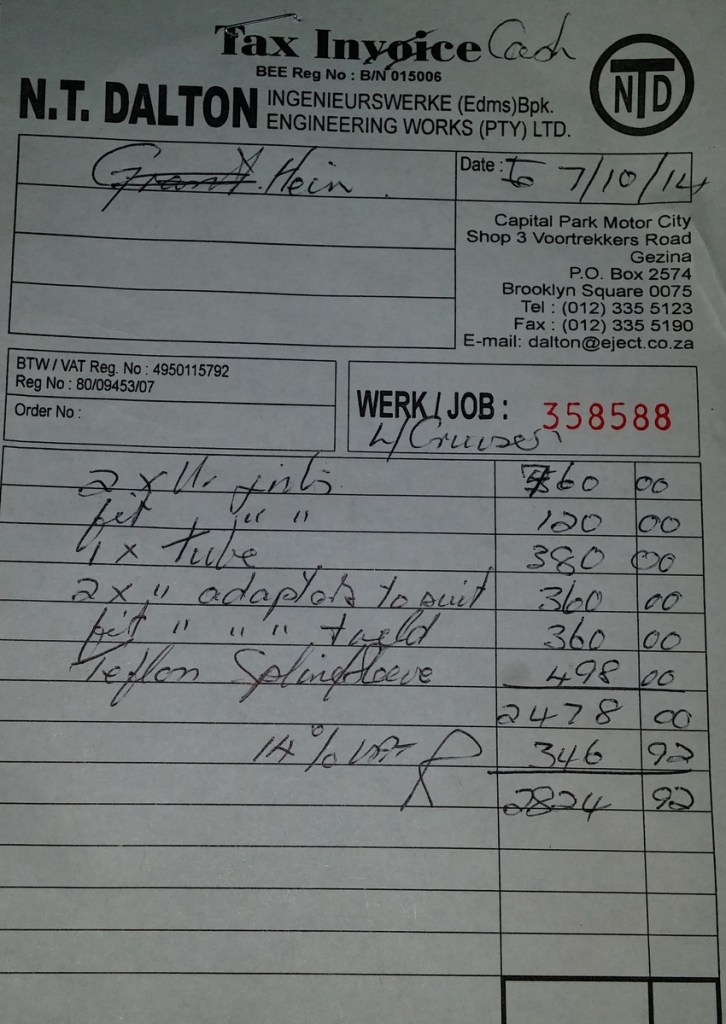 Tax Invoice Cash
BEE Reg No : B/N 015006
N.T. DALTON INGENIEURSWERKE (Edms)Bpk.
ENGINEERING WORKS (PTY) LTD.
NTD
Grant. Hein
Date : 7/10/14
Capital Park Motor City
Shop 3 Voortrekkers Road
Gezina
P.O. Box 2574
Brooklyn Square 0075
Tel : (012) 335 5123
Fax : (012) 335 5190
E-mail: dalton@eject.co.za
BTW / VAT Reg. No : 4950115792
Reg No : 80/09453/07
Order No :
WERK / JOB : 358588
L/Cruiser
2 x U. joints 760 00
fit " " 120 00
1 x tube 380 00
2 x " adaptors to suit 360 00
fit " " " + weld 360 00
Teflon Spline sleeve 498 00
2478 00
14% VAT 346 92
2824 92